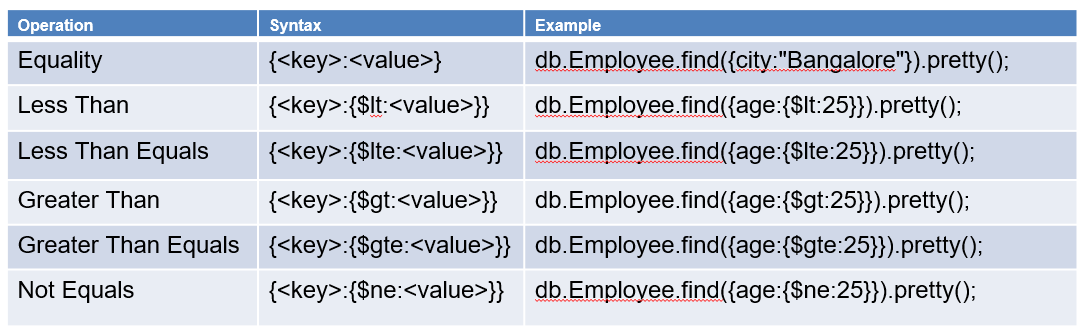 Operation Syntax Example
Equality {<key>:<value>} db.Employee.find({city:"Bangalore"}).pretty();
Less Than {<key>:{$lt:<value>}} db.Employee.find({age:{$lt:25}}).pretty();
Less Than Equals {<key>:{$lte:<value>}} db.Employee.find({age:{$lte:25}}).pretty();
Greater Than {<key>:{$gt:<value>}} db.Employee.find({age:{$gt:25}}).pretty();
Greater Than Equals {<key>:{$gte:<value>}} db.Employee.find({age:{$gte:25}}).pretty();
Not Equals {<key>:{$ne:<value>}} db.Employee.find({age:{$ne:25}}).pretty();